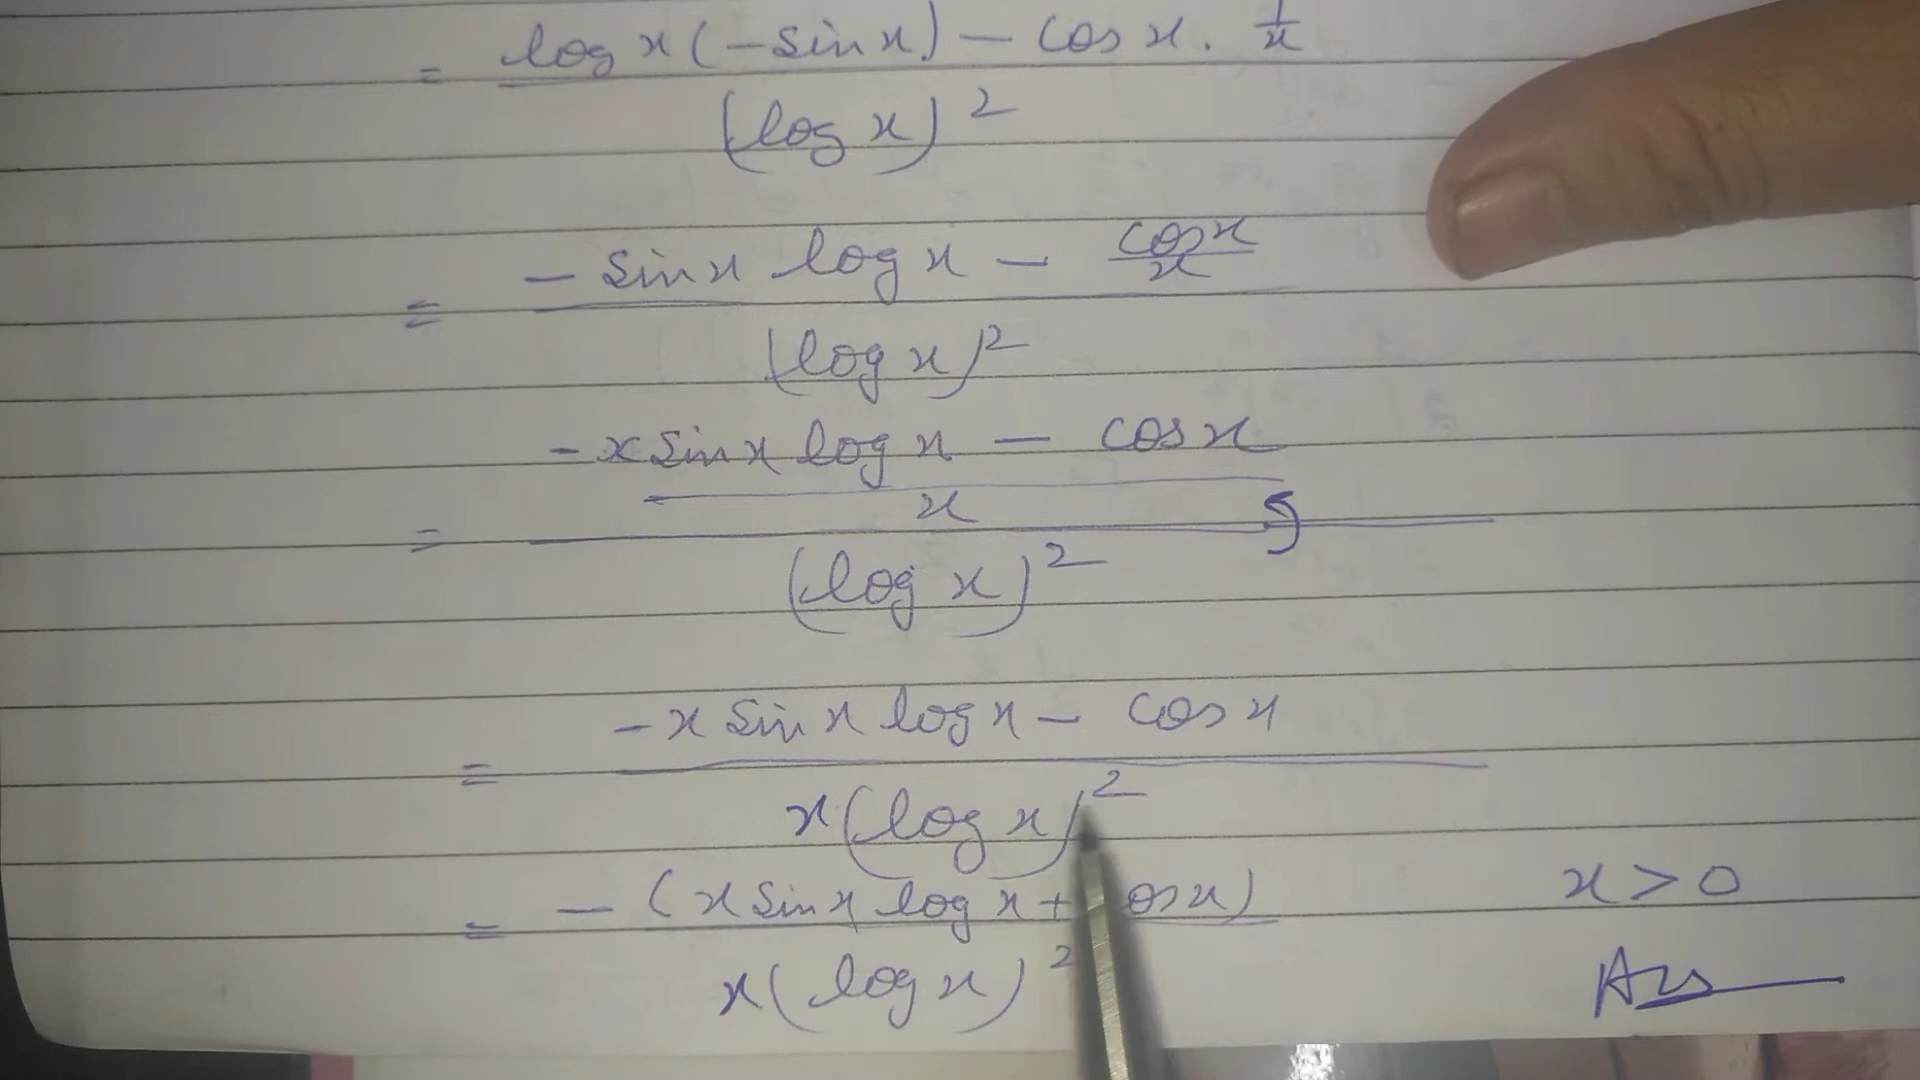 = log x (-sin x) - cos x . 1/x
(log x)^2
= - sin x log x - cos x / x
(log x)^2
- x sin x log x - cos x
x
=
(log x)^2
= - x sin x log x - cos x
x (log x)^2
= - (x sin x log x + osx) x > 0
x (log x)^2 Ans